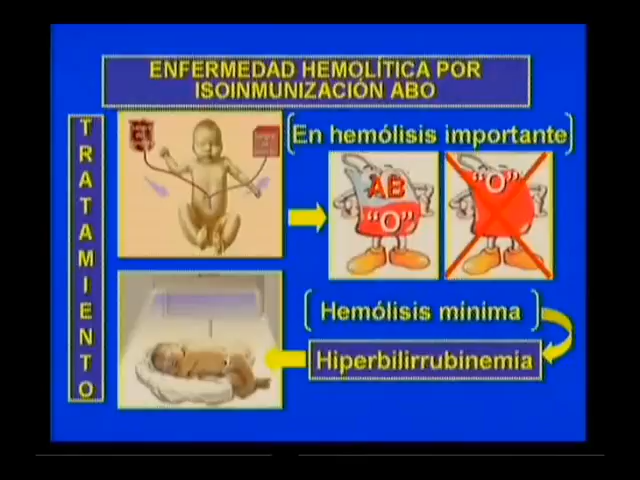 ENFERMEDAD HEMOLÍTICA POR
ISOINMUNIZACIÓN ABO
TRATAMIENTO
En hemólisis importante
AB
"O"
"O"
Hemólisis mínima
Hiperbilirrubinemia